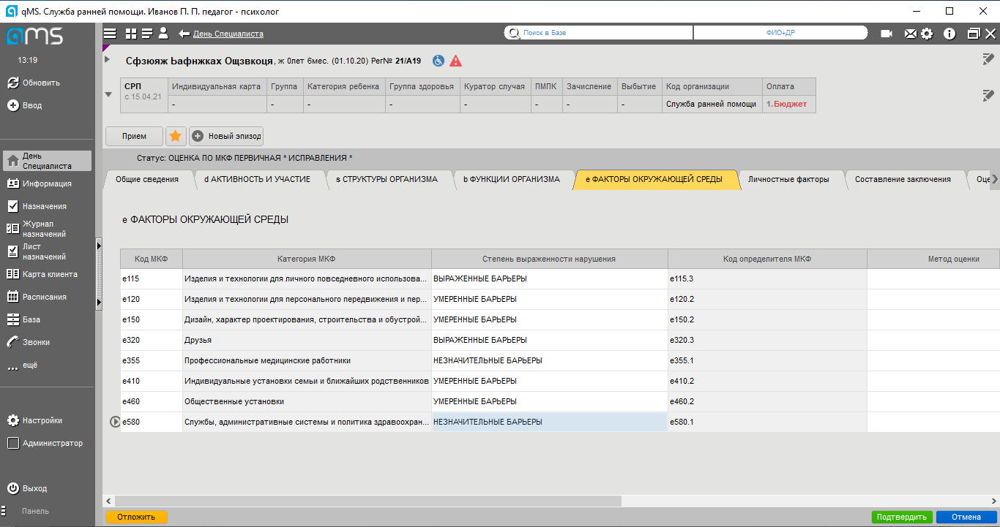 qMS. Служба ранней помощи. Иванов П. П. педагог - психолог
qMS
День Специалиста
Поиск в Базе
ФИО+ДР
13:19
Обновить
Ввод
День
Специалиста
Информация
Назначения
Журнал
назначений
Лист
назначений
Карта клиента
Расписания
База
Звонки
... ещё
Настройки
Администратор
Выход
Панель
Сфзюяж Ьафнжках Ощзвкоця, ж 0лет 6мес. (01.10.20) Рег№ 21/A19
СРП
с 15.04.21
Индивидуальная карта Группа Категория ребенка Группа здоровья Куратор случая ПМПК Зачисление Выбытие Код организации Оплата
- - - - - - - - Служба ранней помощи 1.Бюджет
Прием Новый эпизод
Статус: ОЦЕНКА ПО МКФ ПЕРВИЧНАЯ * ИСПРАВЛЕНИЯ *
Общие сведения d АКТИВНОСТЬ И УЧАСТИЕ s СТРУКТУРЫ ОРГАНИЗМА b ФУНКЦИИ ОРГАНИЗМА e ФАКТОРЫ ОКРУЖАЮЩЕЙ СРЕДЫ Личностные факторы Составление заключения Оце
e ФАКТОРЫ ОКРУЖАЮЩЕЙ СРЕДЫ
Код МКФ Категория МКФ Степень выраженности нарушения Код определителя МКФ Метод оценки
e115 Изделия и технологии для личного повседневного использова... ВЫРАЖЕННЫЕ БАРЬЕРЫ e115.3
e120 Изделия и технологии для персонального передвижения и пер... УМЕРЕННЫЕ БАРЬЕРЫ e120.2
e150 Дизайн, характер проектирования, строительства и обустрой... УМЕРЕННЫЕ БАРЬЕРЫ e150.2
e320 Друзья ВЫРАЖЕННЫЕ БАРЬЕРЫ e320.3
e355 Профессиональные медицинские работники НЕЗНАЧИТЕЛЬНЫЕ БАРЬЕРЫ e355.1
e410 Индивидуальные установки семьи и ближайших родственников УМЕРЕННЫЕ БАРЬЕРЫ e410.2
e460 Общественные установки УМЕРЕННЫЕ БАРЬЕРЫ e460.2
e580 Службы, административные системы и политика здравоохран... НЕЗНАЧИТЕЛЬНЫЕ БАРЬЕРЫ e580.1
Отложить Подтвердить Отмена